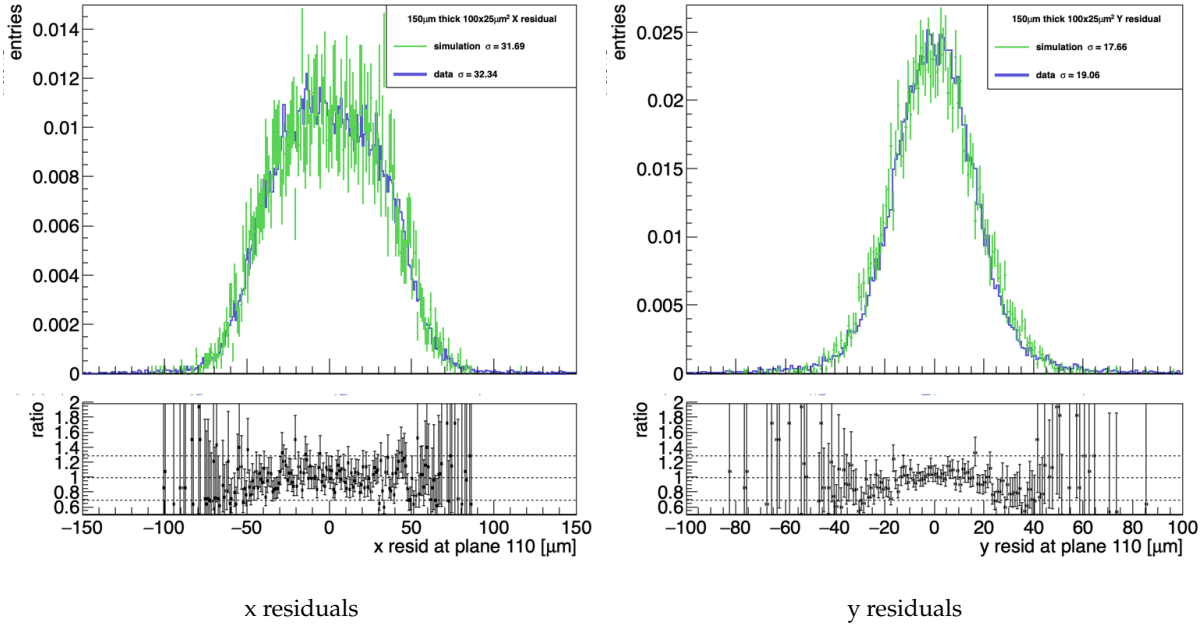 entries
0.014
0.012
0.01
0.008
0.006
0.004
0.002
0
150μm thick 100x25μm² X residual
simulation σ = 31.69
data σ = 32.34
ratio
2
1.8
1.6
1.4
1.2
1
0.8
0.6
−150 −100 −50 0 50 100 150
x resid at plane 110 [μm]
x residuals
entries
0.025
0.02
0.015
0.01
0.005
0
150μm thick 100x25μm² Y residual
simulation σ = 17.66
data σ = 19.06
ratio
2
1.8
1.6
1.4
1.2
1
0.8
0.6
−100 −80 −60 −40 −20 0 20 40 60 80 100
y resid at plane 110 [μm]
y residuals